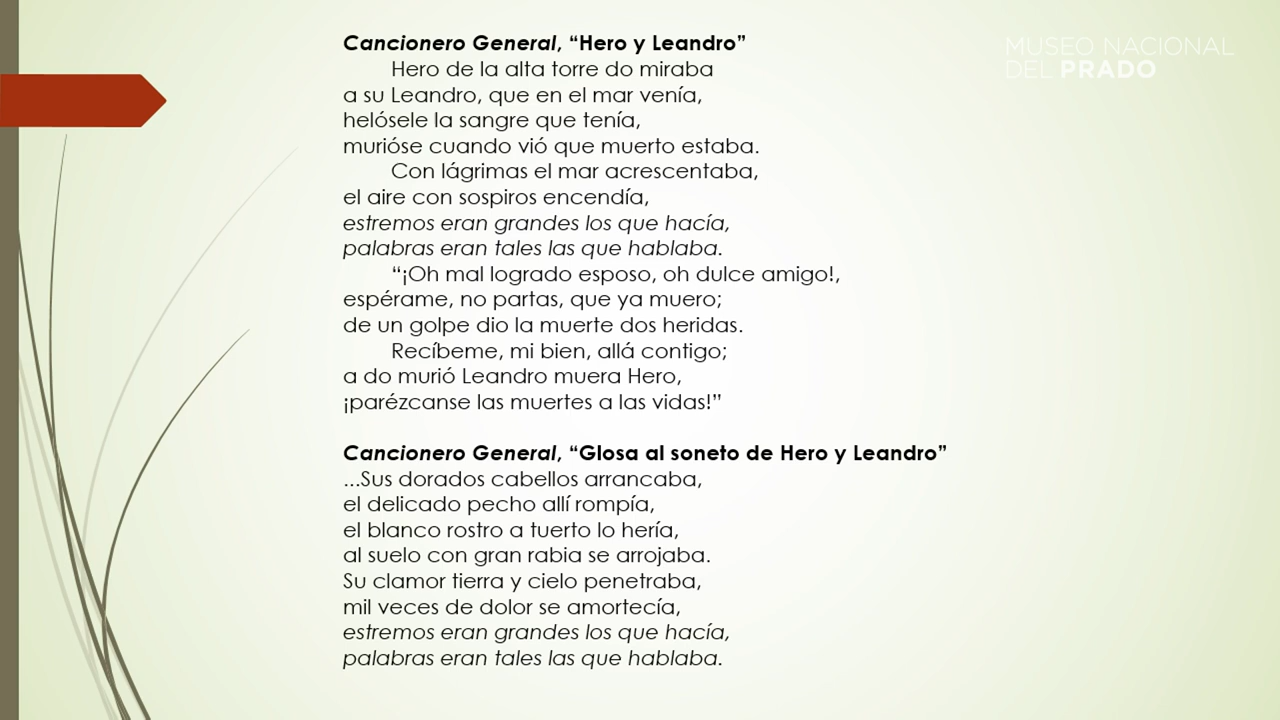 Cancionero General, “Hero y Leandro”
Hero de la alta torre do miraba
a su Leandro, que en el mar venía,
helósele la sangre que tenía,
murióse cuando vió que muerto estaba.
Con lágrimas el mar acrescentaba,
el aire con sospiros encendía,
estremos eran grandes los que hacía,
palabras eran tales las que hablaba.
“¡Oh mal logrado esposo, oh dulce amigo!,
espérame, no partas, que ya muero;
de un golpe dio la muerte dos heridas.
Recíbeme, mi bien, allá contigo;
a do murió Leandro muera Hero,
¡parézcanse las muertes a las vidas!”
Cancionero General, “Glosa al soneto de Hero y Leandro”
...Sus dorados cabellos arrancaba,
el delicado pecho allí rompía,
el blanco rostro a tuerto lo hería,
al suelo con gran rabia se arrojaba.
Su clamor tierra y cielo penetraba,
mil veces de dolor se amortecía,
estremos eran grandes los que hacía,
palabras eran tales las que hablaba.
MUSEO NACIONAL
DEL PRADO